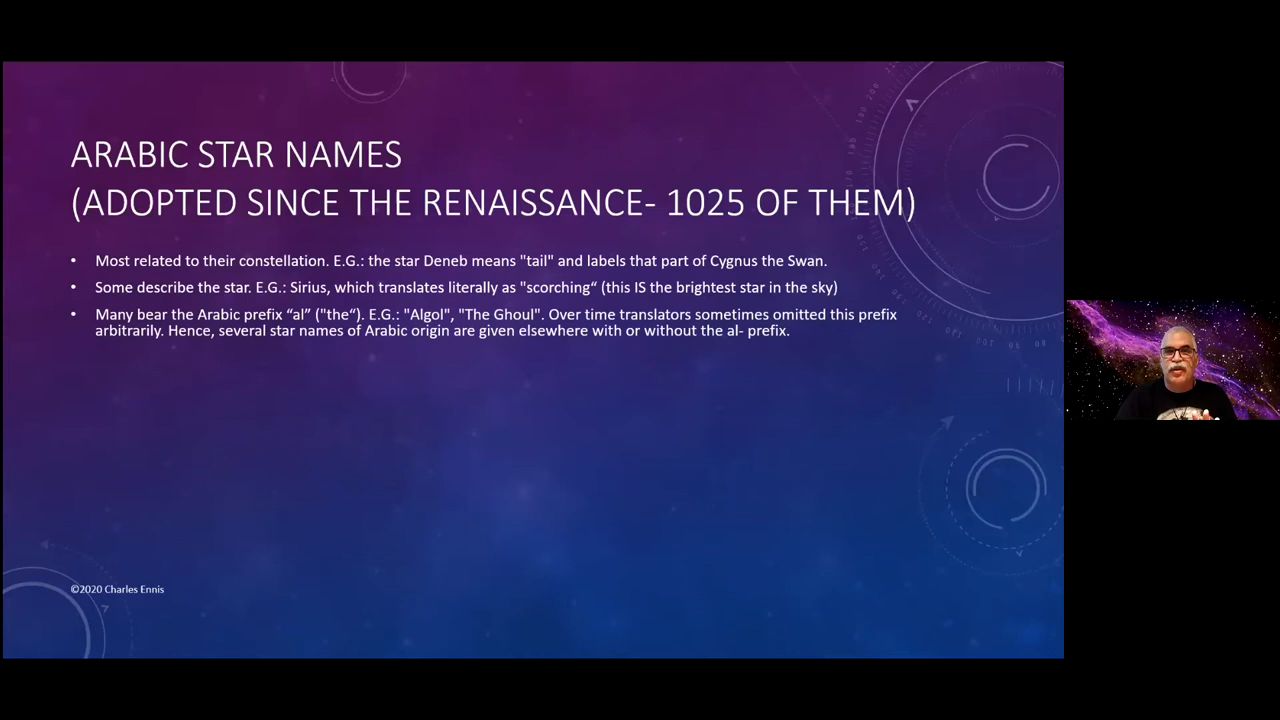 ARABIC STAR NAMES
(ADOPTED SINCE THE RENAISSANCE- 1025 OF THEM)
• Most related to their constellation. E.G.: the star Deneb means "tail" and labels that part of Cygnus the Swan.
• Some describe the star. E.G.: Sirius, which translates literally as "scorching“ (this IS the brightest star in the sky)
• Many bear the Arabic prefix “al” ("the“). E.G.: "Algol", "The Ghoul". Over time translators sometimes omitted this prefix
arbitrarily. Hence, several star names of Arabic origin are given elsewhere with or without the al- prefix.
©2020 Charles Ennis